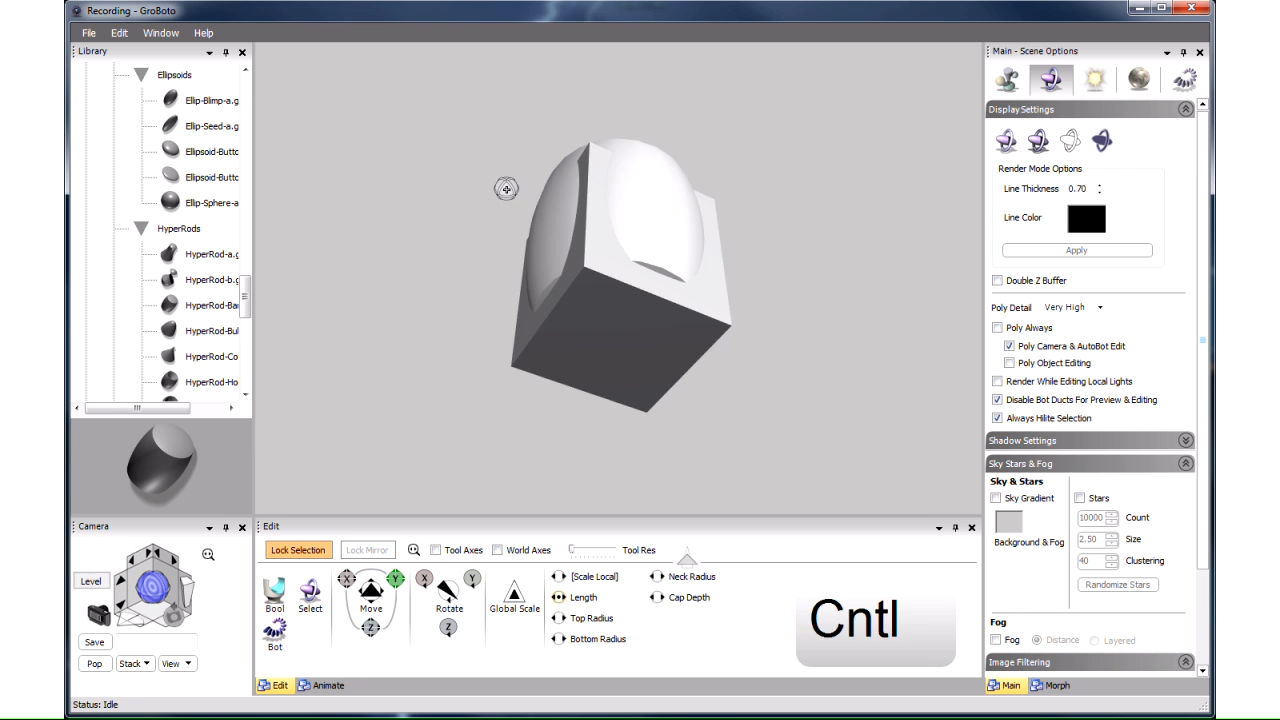 Recording - GroBoto
File Edit Window Help
Library
Ellipsoids
Ellip-Blimp-a.g
Ellip-Seed-a.g
Ellipsoid-Butto
Ellipsoid-Butto
Ellip-Sphere-a
HyperRods
HyperRod-a.g
HyperRod-b.g
HyperRod-Bar
HyperRod-Bul
HyperRod-Co
HyperRod-Ho
Camera
Level
Save
Pop Stack View
Edit
Lock Selection Lock Mirror Tool Axes World Axes Tool Res
Bool Select
Bot
X Y Z Move
X Y Z Rotate
Global Scale
[Scale Local] Neck Radius
Length Cap Depth
Top Radius
Bottom Radius
Cntl
Edit Animate
Status: Idle
Main - Scene Options
Display Settings
Render Mode Options
Line Thickness 0.70
Line Color
Apply
Double Z Buffer
Poly Detail Very High
Poly Always
Poly Camera & AutoBot Edit
Poly Object Editing
Render While Editing Local Lights
Disable Bot Ducts For Preview & Editing
Always Hilite Selection
Shadow Settings
Sky Stars & Fog
Sky & Stars
Sky Gradient Stars
10000 Count
Background & Fog
2.50 Size
40 Clustering
Randomize Stars
Fog
Fog Distance Layered
Image Filtering
Main Morph